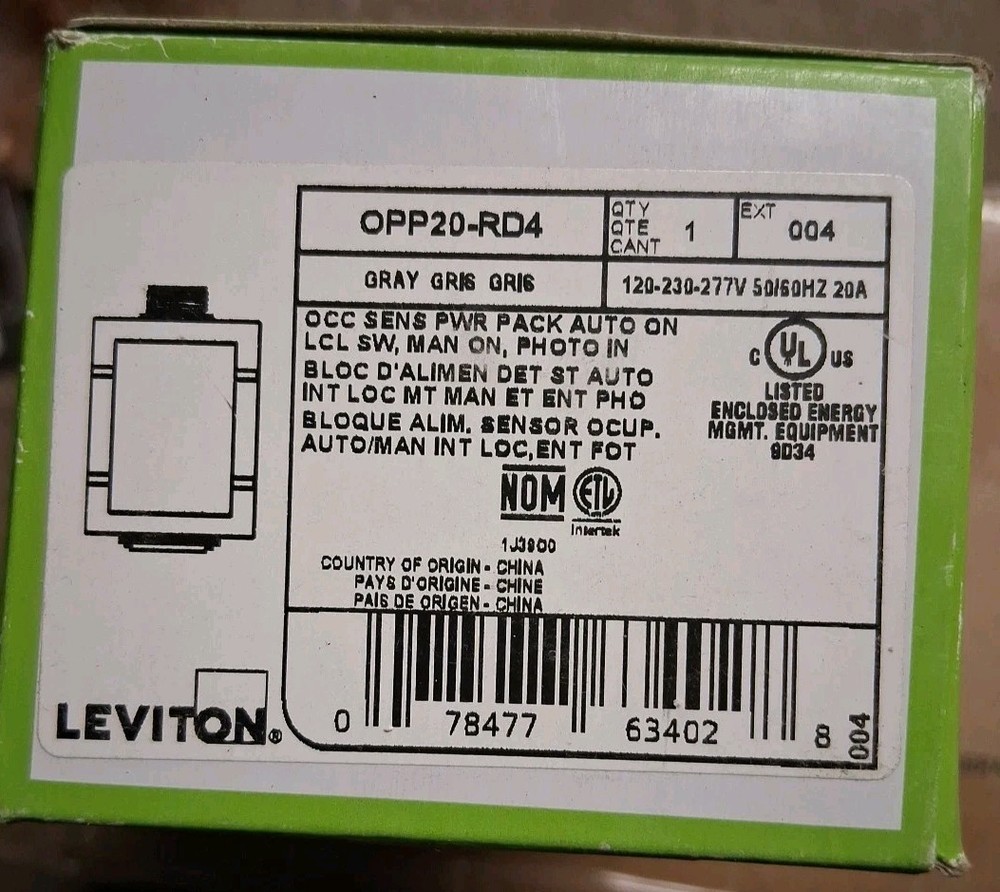 OPP20-RD4
QTY
QTE
CANT
1
EXT
004
GRAY GRIS GRIS
120-230-277V 50/60HZ 20A
OCC SENS PWR PACK AUTO ON
LCL SW, MAN ON, PHOTO IN
BLOC D'ALIMEN DET ST AUTO
INT LOC MT MAN ET ENT PHO
BLOQUE ALIM. SENSOR OCUP.
AUTO/MAN INT LOC,ENT FOT
C UL US
LISTED
ENCLOSED ENERGY
MGMT. EQUIPMENT
9D34
NOM ETL
Intertek
1J3900
COUNTRY OF ORIGIN - CHINA
PAYS D'ORIGINE - CHINE
PAIS DE ORIGEN - CHINA
LEVITON®
0 78477 63402 8
004